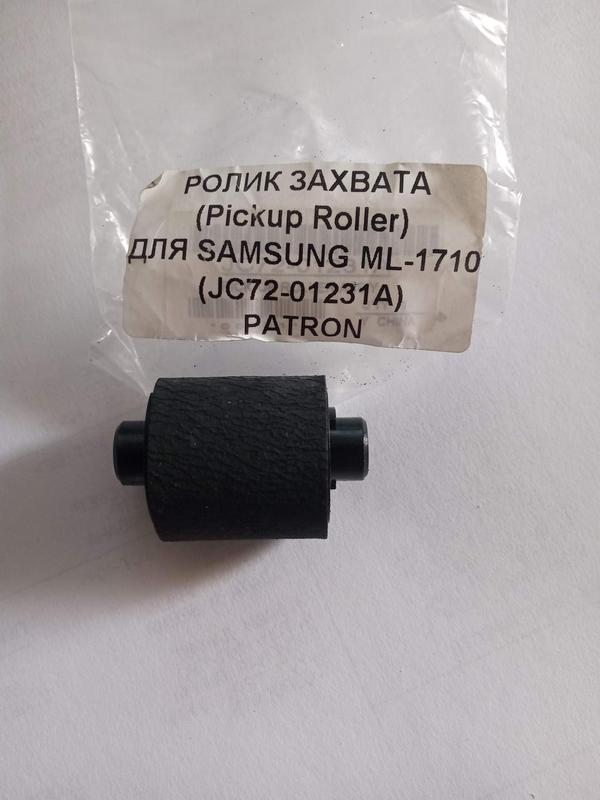 РОЛИК ЗАХВАТА
(Pickup Roller)
ДЛЯ SAMSUNG ML-1710
(JC72-01231A)
PATRON